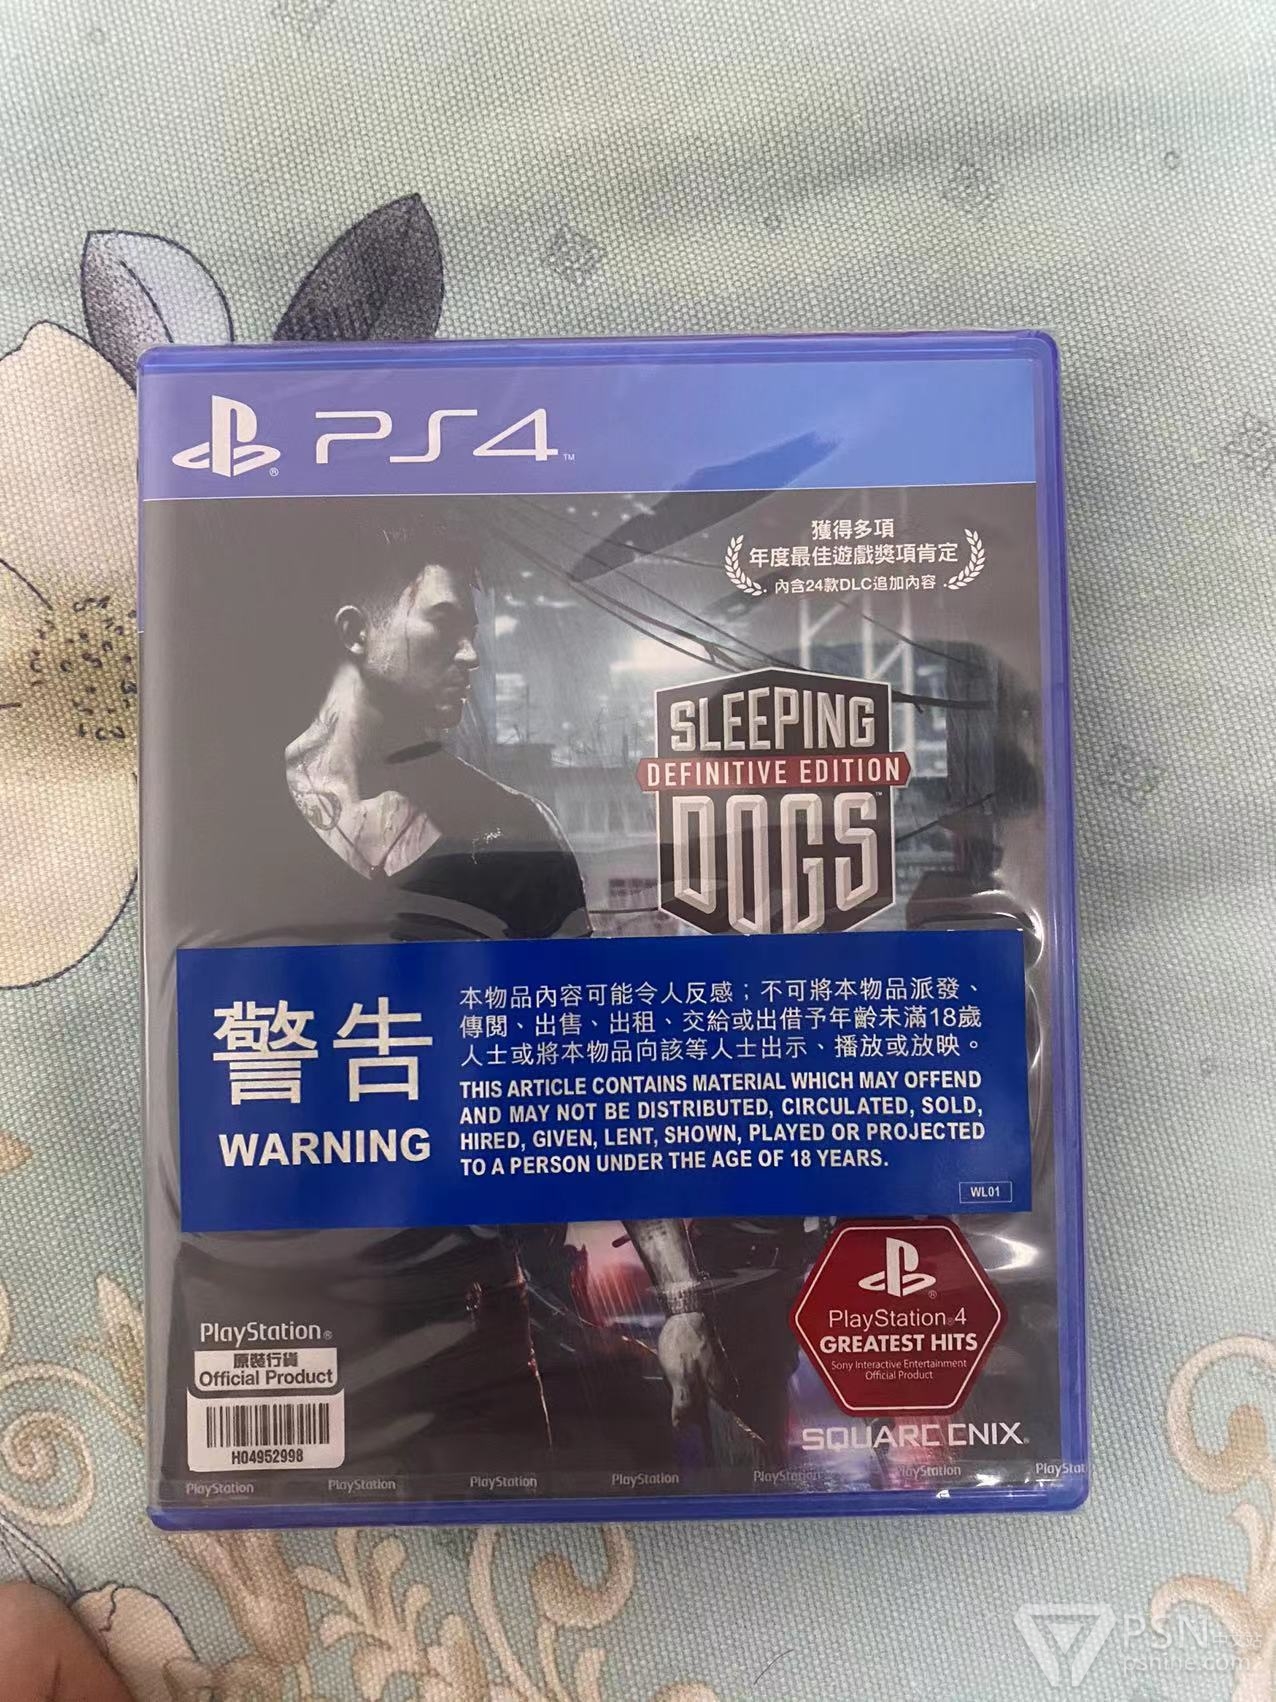 PS4™
獲得多項
年度最佳遊戲獎項肯定
內含24款DLC追加內容
SLEEPING
DEFINITIVE EDITION
DOGS™
警告
WARNING
本物品內容可能令人反感；不可將本物品派發、
傳閱、出售、出租、交給或出借予年齡未滿18歲
人士或將本物品向該等人士出示、播放或放映。
THIS ARTICLE CONTAINS MATERIAL WHICH MAY OFFEND
AND MAY NOT BE DISTRIBUTED, CIRCULATED, SOLD,
HIRED, GIVEN, LENT, SHOWN, PLAYED OR PROJECTED
TO A PERSON UNDER THE AGE OF 18 YEARS.
WL01
PlayStation®4
GREATEST HITS
Sony Interactive Entertainment
Official Product
PlayStation®
原裝行貨
Official Product
H04952998
SQUARE ENIX®
PlayStation PlayStation PlayStation PlayStation PlayStation PlayStation PlayStat
PSN
pshine.com